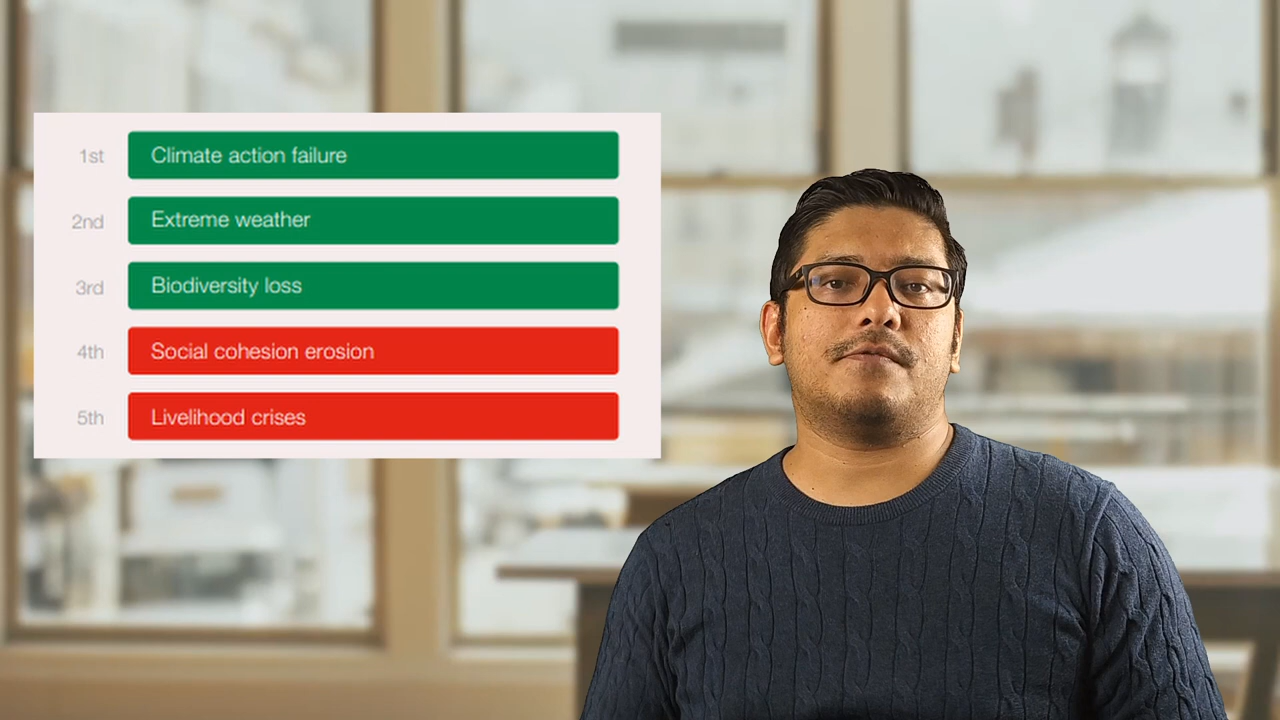 1st Climate action failure
2nd Extreme weather
3rd Biodiversity loss
4th Social cohesion erosion
5th Livelihood crises